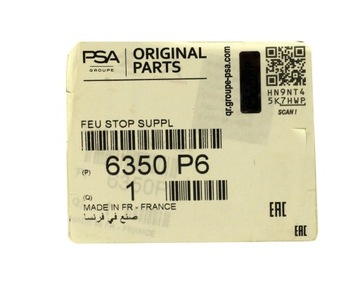 PSA
GROUPE
ORIGINAL
PARTS
qr.groupe-psa.com
HN9NT4
5K7HWP
SCAN!
FEU STOP SUPPL
(P) 6350 P6
(Q) 1
MADE IN FR - FRANCE
صنع في فرنسا
EAC
EAC